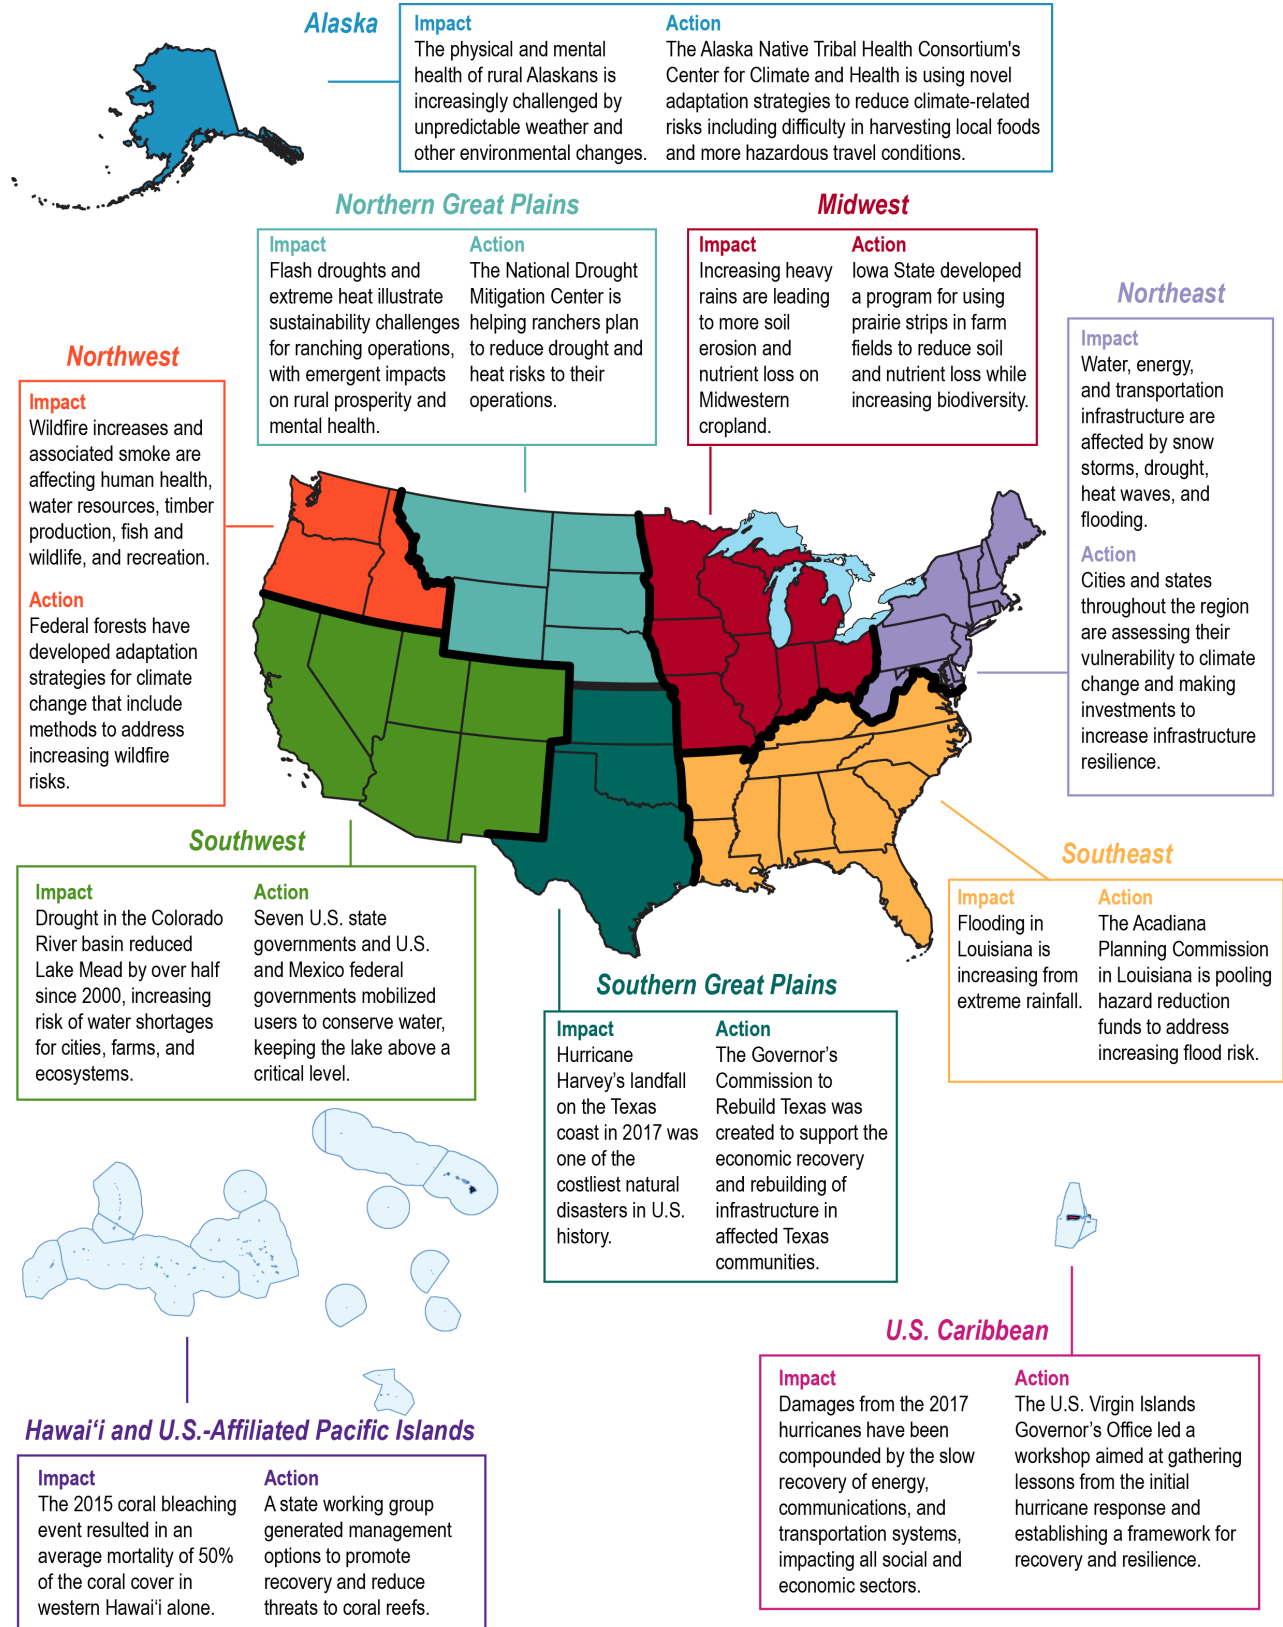 Alaska
Impact
The physical and mental
health of rural Alaskans is
increasingly challenged by
unpredictable weather and
other environmental changes.
Action
The Alaska Native Tribal Health Consortium's
Center for Climate and Health is using novel
adaptation strategies to reduce climate-related
risks including difficulty in harvesting local foods
and more hazardous travel conditions.
Northern Great Plains
Impact
Flash droughts and
extreme heat illustrate
sustainability challenges
for ranching operations,
with emergent impacts
on rural prosperity and
mental health.
Action
The National Drought
Mitigation Center is
helping ranchers plan
to reduce drought and
heat risks to their
operations.
Midwest
Impact
Increasing heavy
rains are leading
to more soil
erosion and
nutrient loss on
Midwestern
cropland.
Action
Iowa State developed
a program for using
prairie strips in farm
fields to reduce soil
and nutrient loss while
increasing biodiversity.
Northeast
Impact
Water, energy,
and transportation
infrastructure are
affected by snow
storms, drought,
heat waves, and
flooding.
Action
Cities and states
throughout the region
are assessing their
vulnerability to climate
change and making
investments to
increase infrastructure
resilience.
Northwest
Impact
Wildfire increases and
associated smoke are
affecting human health,
water resources, timber
production, fish and
wildlife, and recreation.
Action
Federal forests have
developed adaptation
strategies for climate
change that include
methods to address
increasing wildfire
risks.
Southwest
Impact
Drought in the Colorado
River basin reduced
Lake Mead by over half
since 2000, increasing
risk of water shortages
for cities, farms, and
ecosystems.
Action
Seven U.S. state
governments and U.S.
and Mexico federal
governments mobilized
users to conserve water,
keeping the lake above a
critical level.
Southeast
Impact
Flooding in
Louisiana is
increasing from
extreme rainfall.
Action
The Acadiana
Planning Commission
in Louisiana is pooling
hazard reduction
funds to address
increasing flood risk.
Southern Great Plains
Impact
Hurricane
Harvey’s landfall
on the Texas
coast in 2017 was
one of the
costliest natural
disasters in U.S.
history.
Action
The Governor’s
Commission to
Rebuild Texas was
created to support the
economic recovery
and rebuilding of
infrastructure in
affected Texas
communities.
U.S. Caribbean
Impact
Damages from the 2017
hurricanes have been
compounded by the slow
recovery of energy,
communications, and
transportation systems,
impacting all social and
economic sectors.
Action
The U.S. Virgin Islands
Governor’s Office led a
workshop aimed at gathering
lessons from the initial
hurricane response and
establishing a framework for
recovery and resilience.
Hawai‘i and U.S.-Affiliated Pacific Islands
Impact
The 2015 coral bleaching
event resulted in an
average mortality of 50%
of the coral cover in
western Hawai‘i alone.
Action
A state working group
generated management
options to promote
recovery and reduce
threats to coral reefs.